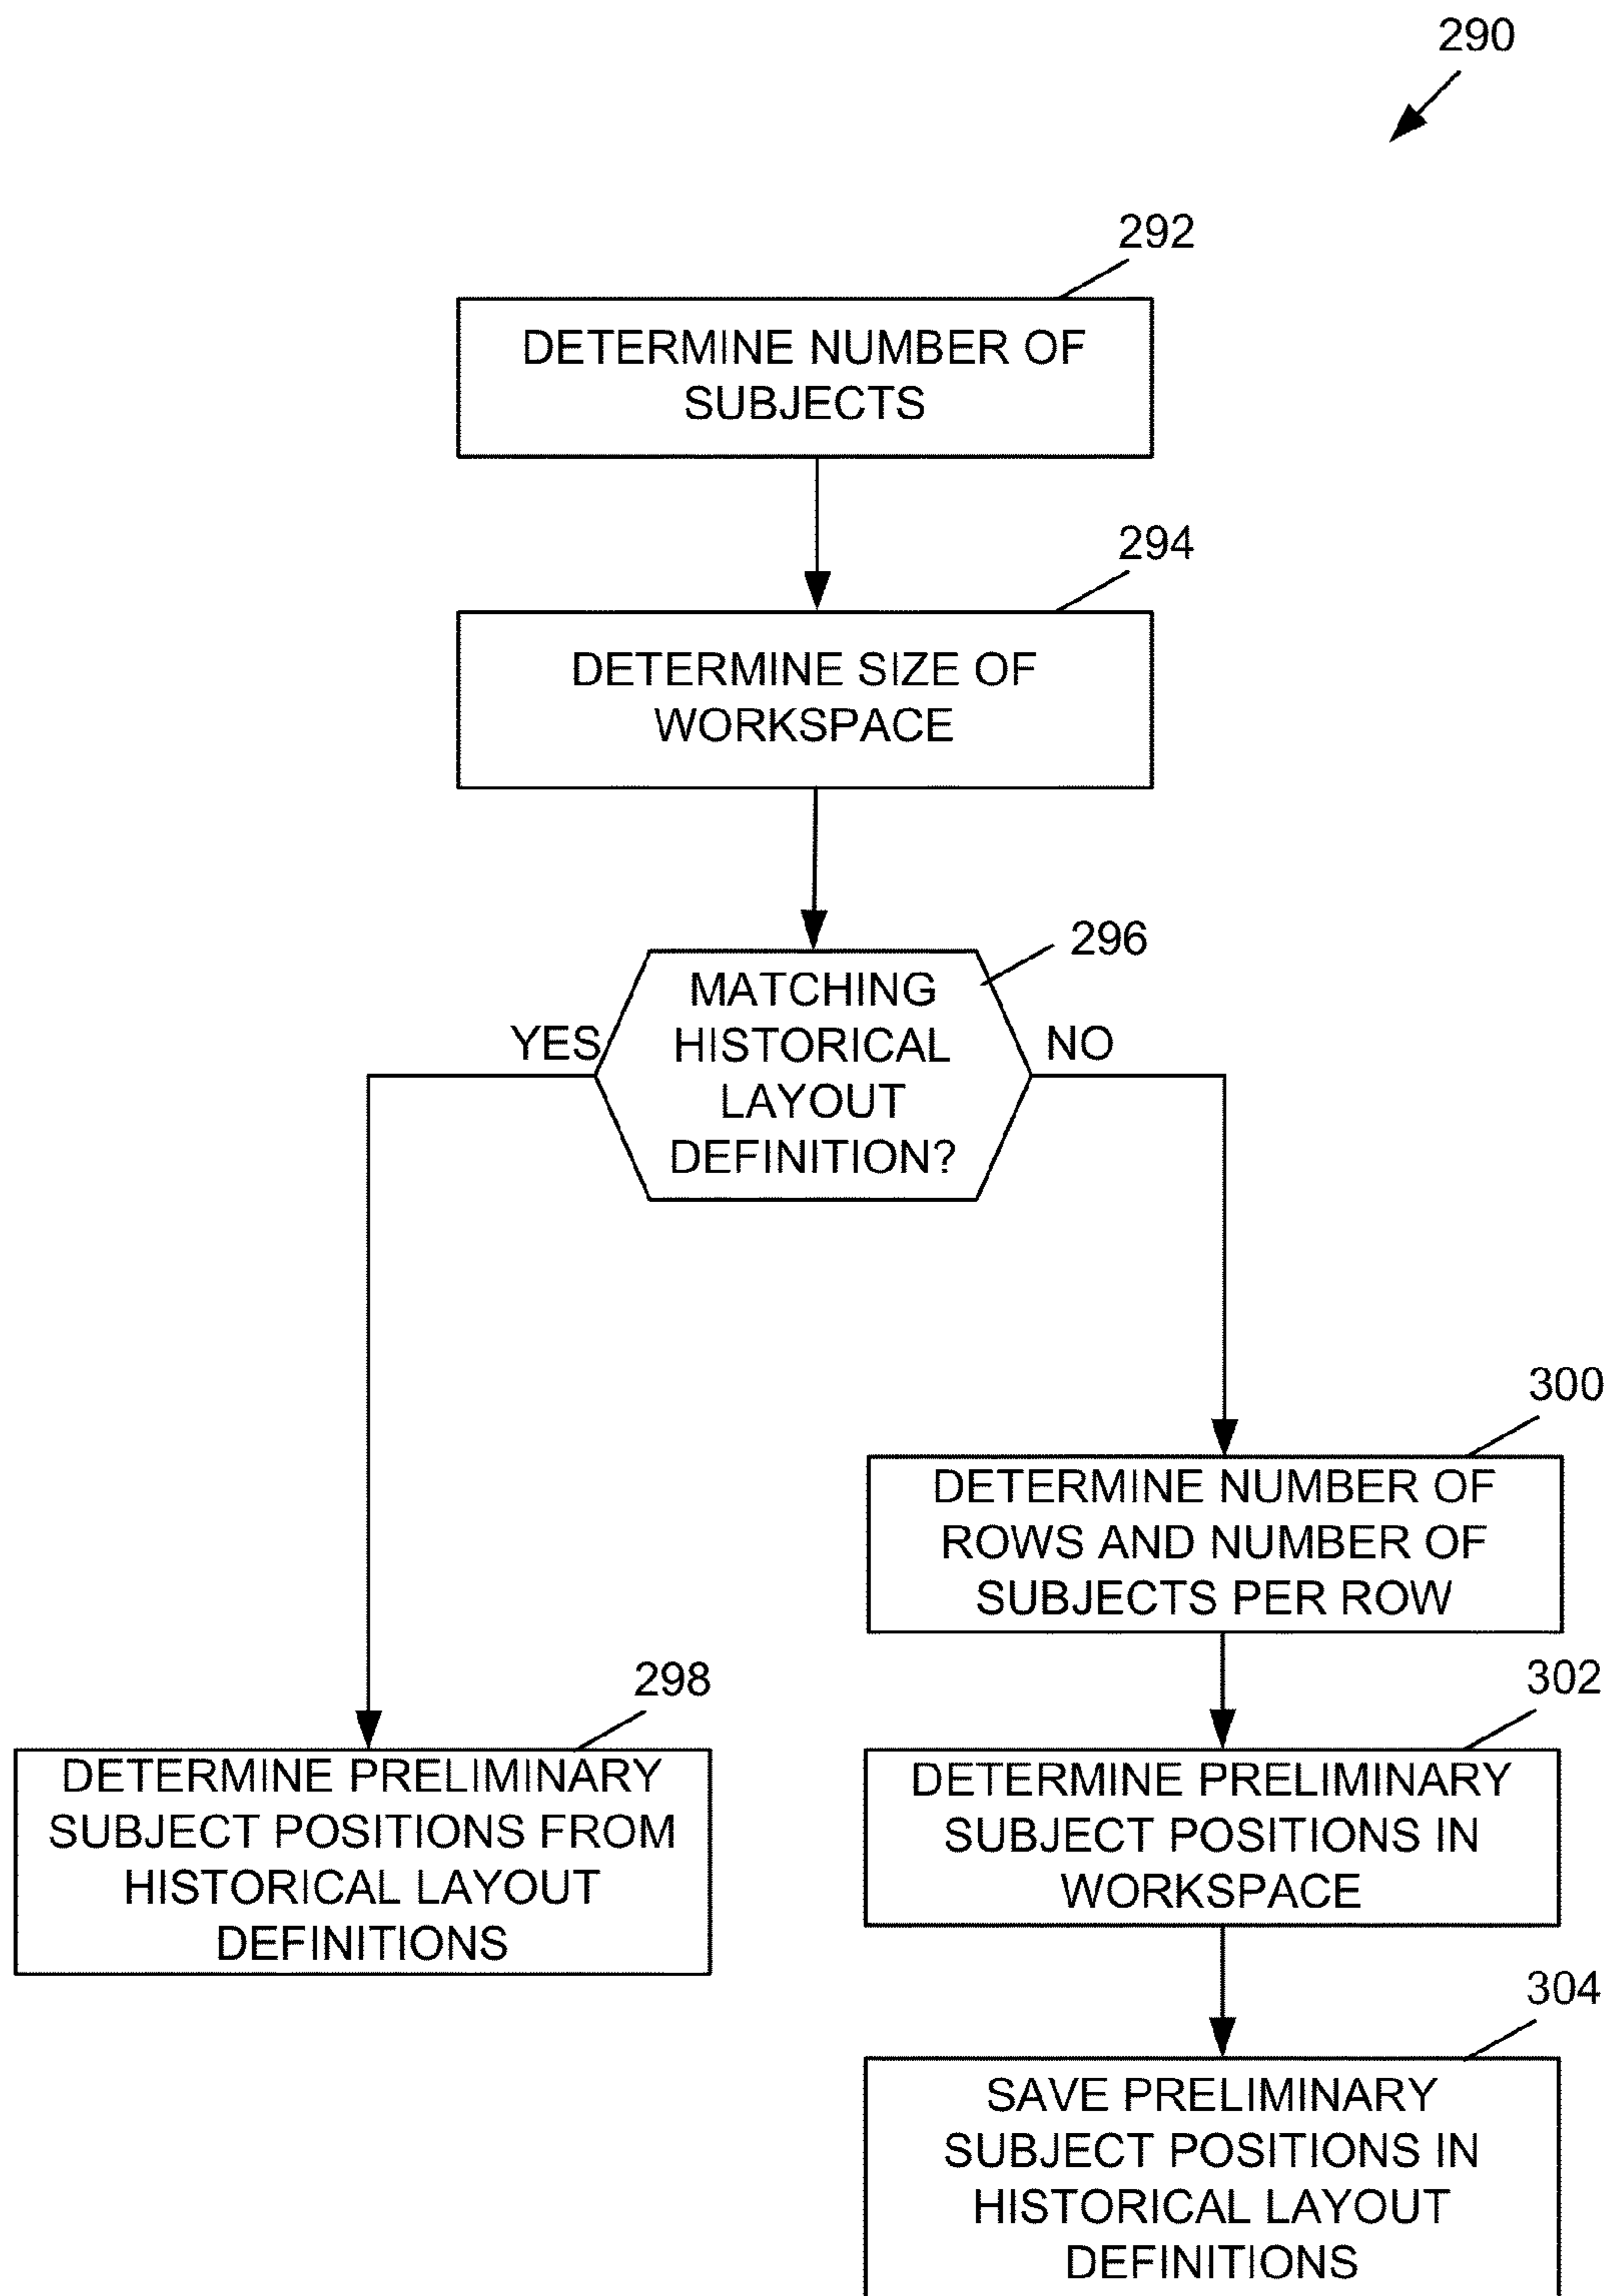 290
292
DETERMINE NUMBER OF
SUBJECTS
294
DETERMINE SIZE OF
WORKSPACE
296
MATCHING
HISTORICAL
LAYOUT
DEFINITION?
YES
NO
300
DETERMINE NUMBER OF
ROWS AND NUMBER OF
SUBJECTS PER ROW
298
DETERMINE PRELIMINARY
SUBJECT POSITIONS FROM
HISTORICAL LAYOUT
DEFINITIONS
302
DETERMINE PRELIMINARY
SUBJECT POSITIONS IN
WORKSPACE
304
SAVE PRELIMINARY
SUBJECT POSITIONS IN
HISTORICAL LAYOUT
DEFINITIONS